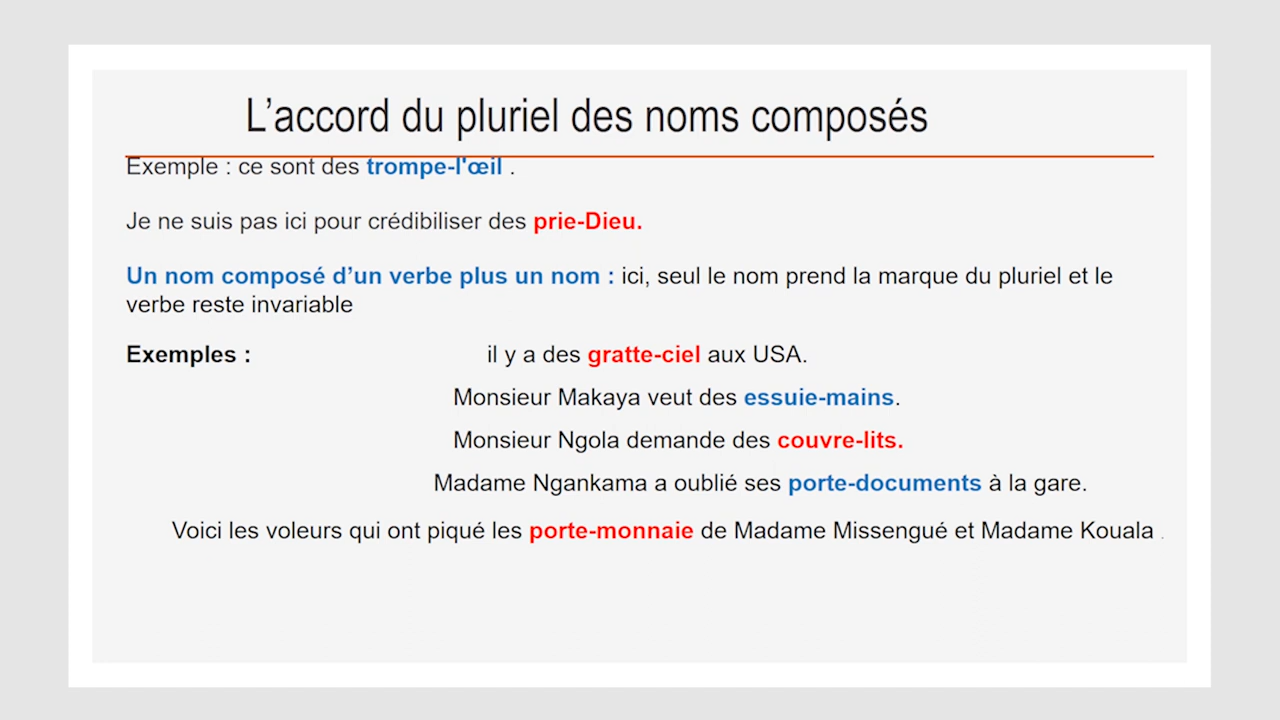 L’accord du pluriel des noms composés
Exemple : ce sont des trompe-l'œil .
Je ne suis pas ici pour crédibiliser des prie-Dieu.
Un nom composé d’un verbe plus un nom : ici, seul le nom prend la marque du pluriel et le
verbe reste invariable
Exemples : il y a des gratte-ciel aux USA.
Monsieur Makaya veut des essuie-mains.
Monsieur Ngola demande des couvre-lits.
Madame Ngankama a oublié ses porte-documents à la gare.
Voici les voleurs qui ont piqué les porte-monnaie de Madame Missengué et Madame Kouala .